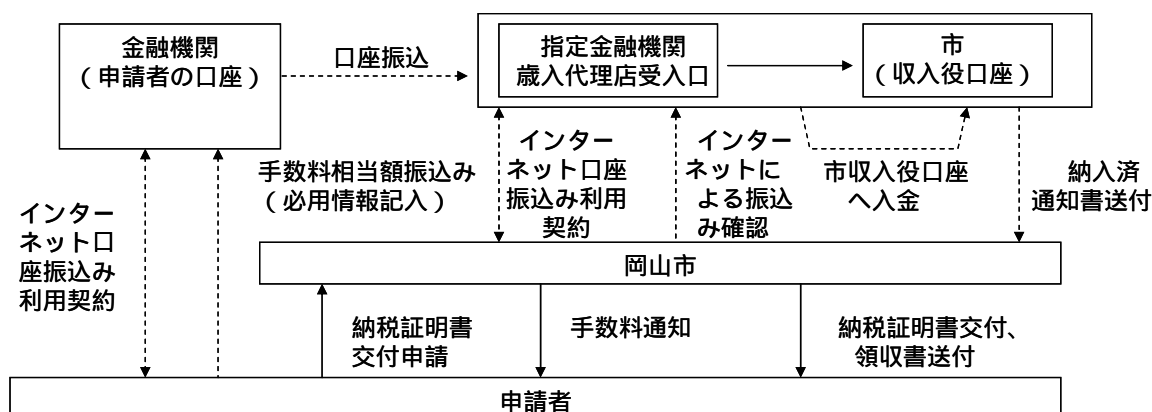 金融機関
（申請者の口座）
口座振込
指定金融機関
歳入代理店受入口
市
（収入役口座）
手数料相当額振込み
（必用情報記入）
インター
ネット口座
振込み利用
契約
インター
ネットに
よる振込
み確認
市収入役口座
へ入金
納入済
通知書送付
インター
ネット口
座振込み
利用契約
岡山市
納税証明書
交付申請
手数料通知
納税証明書交付、
領収書送付
申請者